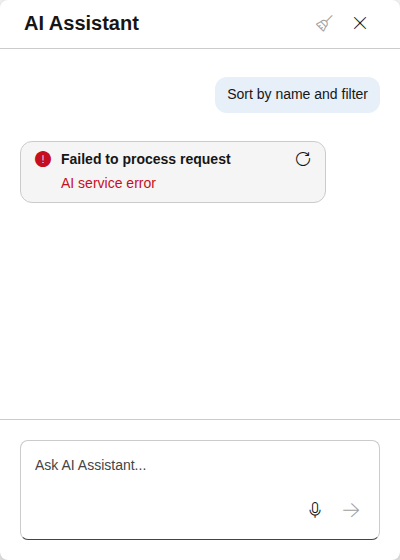 AI Assistant
Sort by name and filter
Failed to process request
AI service error
Ask AI Assistant...